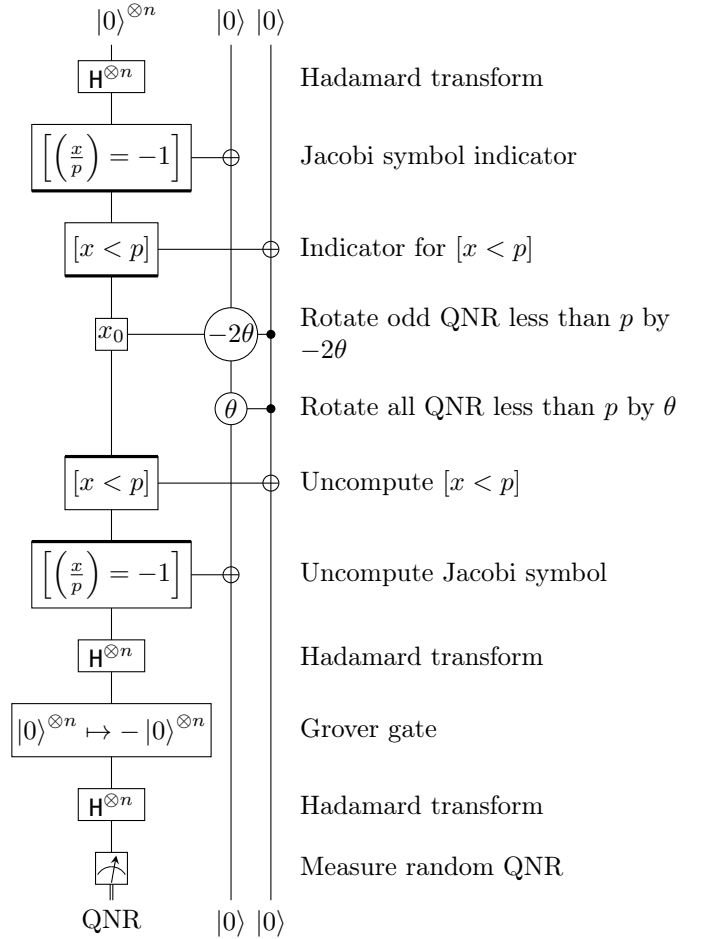 |0⟩^{⊗n} |0⟩ |0⟩
H^{⊗n} Hadamard transform
[(x/p) = −1] Jacobi symbol indicator
[x < p] Indicator for [x < p]
x₀ −2θ Rotate odd QNR less than p by
−2θ
θ Rotate all QNR less than p by θ
[x < p] Uncompute [x < p]
[(x/p) = −1] Uncompute Jacobi symbol
H^{⊗n} Hadamard transform
|0⟩^{⊗n} ↦ − |0⟩^{⊗n} Grover gate
H^{⊗n} Hadamard transform
Measure random QNR
QNR |0⟩ |0⟩